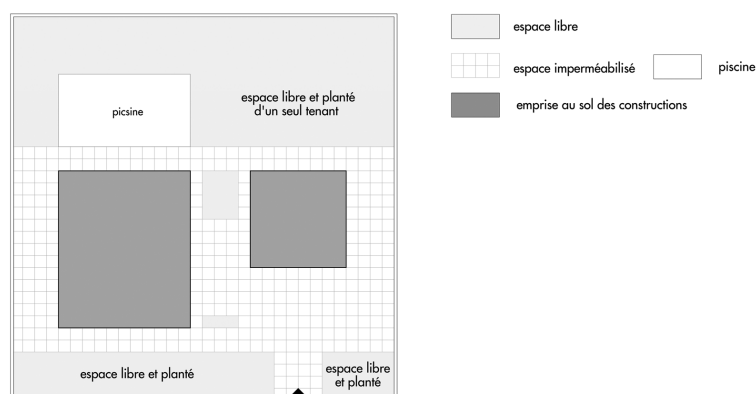 espace libre
espace imperméabilisé
piscine
emprise au sol des constructions
picsine
espace libre et planté
d'un seul tenant
espace libre et planté
espace libre
et planté